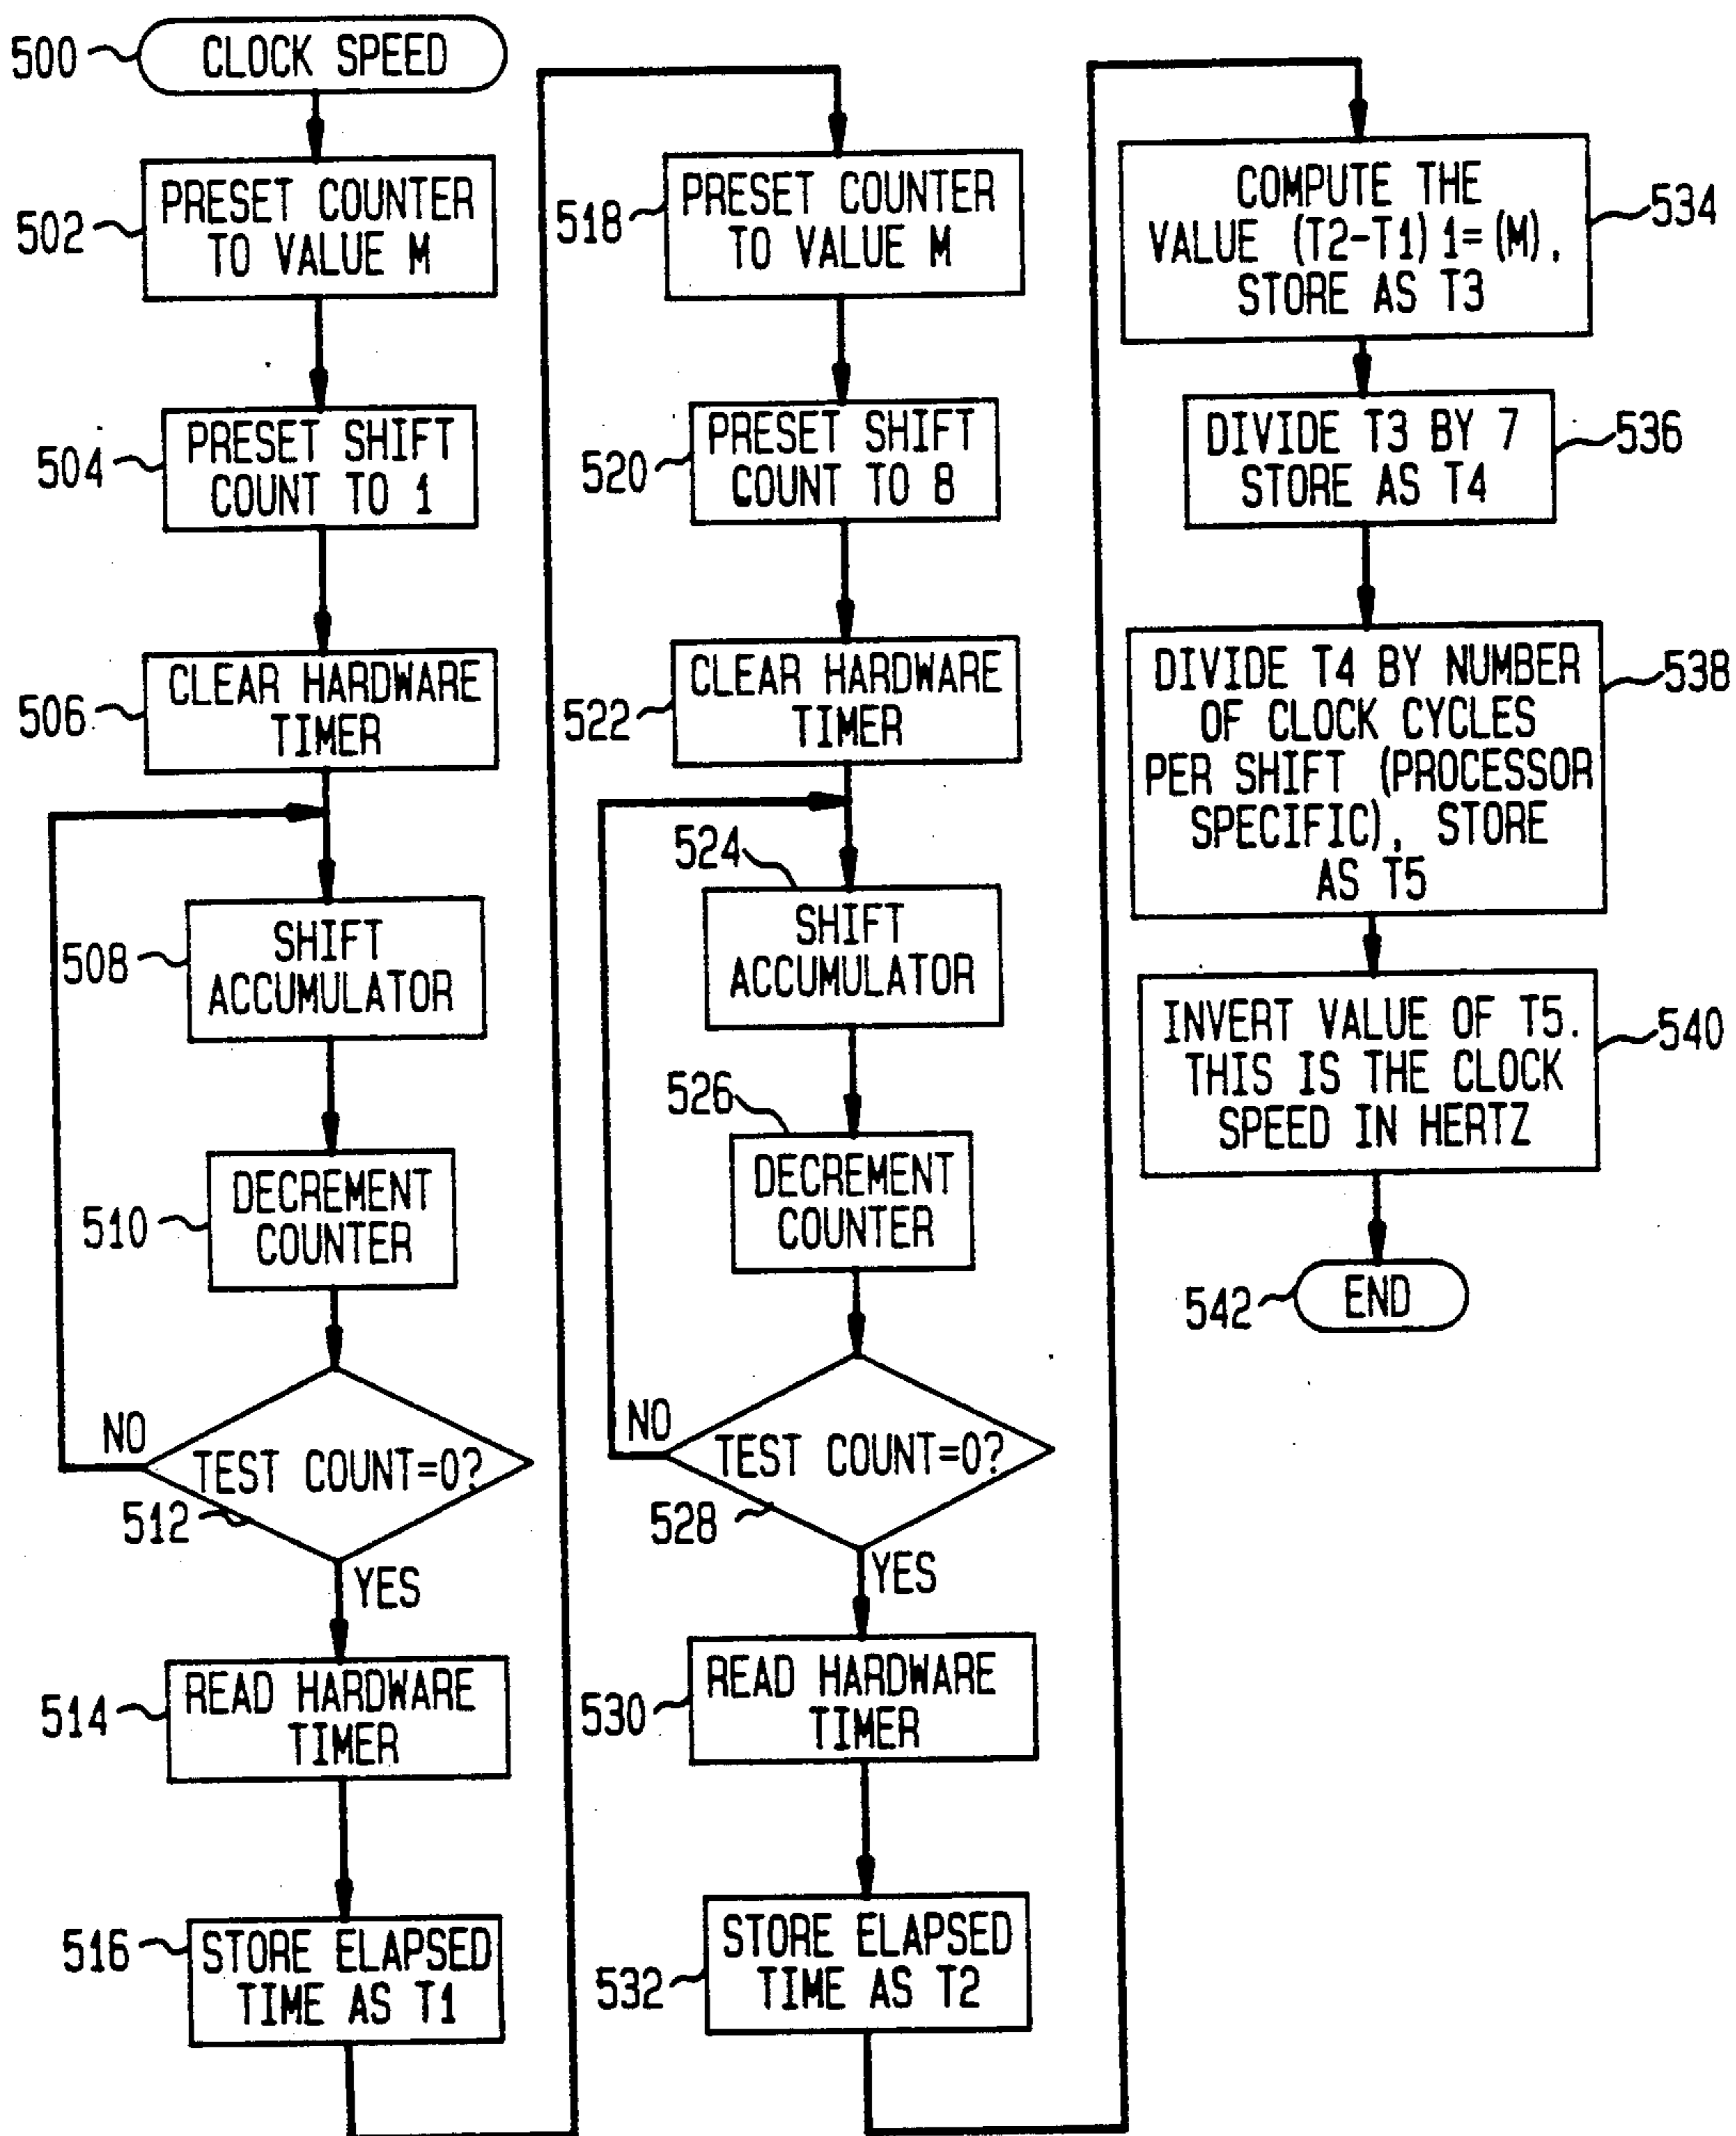 500
CLOCK SPEED
502
PRESET COUNTER
TO VALUE M
504
PRESET SHIFT
COUNT TO 1
506
CLEAR HARDWARE
TIMER
508
SHIFT
ACCUMULATOR
510
DECREMENT
COUNTER
NO
TEST COUNT=0?
512
YES
514
READ HARDWARE
TIMER
516
STORE ELAPSED
TIME AS T1
518
PRESET COUNTER
TO VALUE M
520
PRESET SHIFT
COUNT TO 8
522
CLEAR HARDWARE
TIMER
524
SHIFT
ACCUMULATOR
526
DECREMENT
COUNTER
NO
TEST COUNT=0?
528
YES
530
READ HARDWARE
TIMER
532
STORE ELAPSED
TIME AS T2
COMPUTE THE
VALUE (T2-T1) 1= (M),
STORE AS T3
534
DIVIDE T3 BY 7
STORE AS T4
536
DIVIDE T4 BY NUMBER
OF CLOCK CYCLES
PER SHIFT (PROCESSOR
SPECIFIC), STORE
AS T5
538
INVERT VALUE OF T5.
THIS IS THE CLOCK
SPEED IN HERTZ
540
542
END